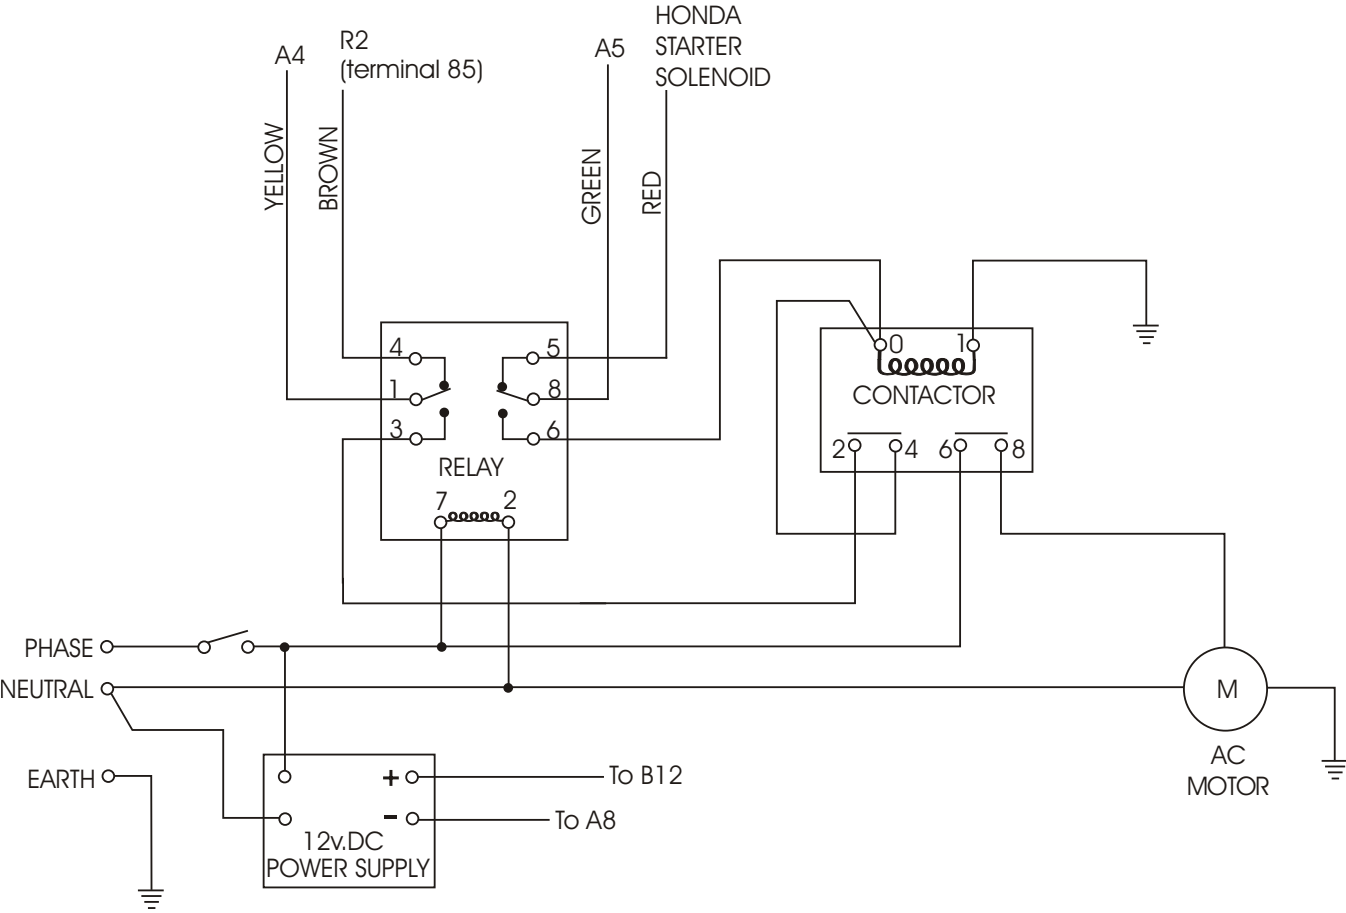 HONDA
STARTER
SOLENOID
A4
R2
(terminal 85)
A5
YELLOW
BROWN
GREEN
RED
4
1
3
5
8
6
RELAY
7
2
0
1
CONTACTOR
2
4
6
8
PHASE
NEUTRAL
EARTH
M
AC
MOTOR
+
To B12
-
To A8
12v.DC
POWER SUPPLY